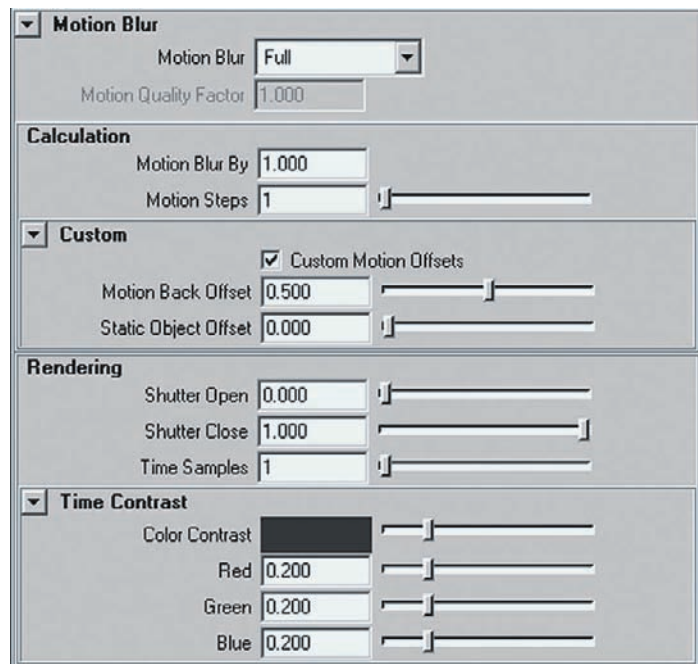 Motion Blur
Motion Blur Full
Motion Quality Factor 1.000
Calculation
Motion Blur By 1.000
Motion Steps 1
Custom
Custom Motion Offsets
Motion Back Offset 0.500
Static Object Offset 0.000
Rendering
Shutter Open 0.000
Shutter Close 1.000
Time Samples 1
Time Contrast
Color Contrast
Red 0.200
Green 0.200
Blue 0.200